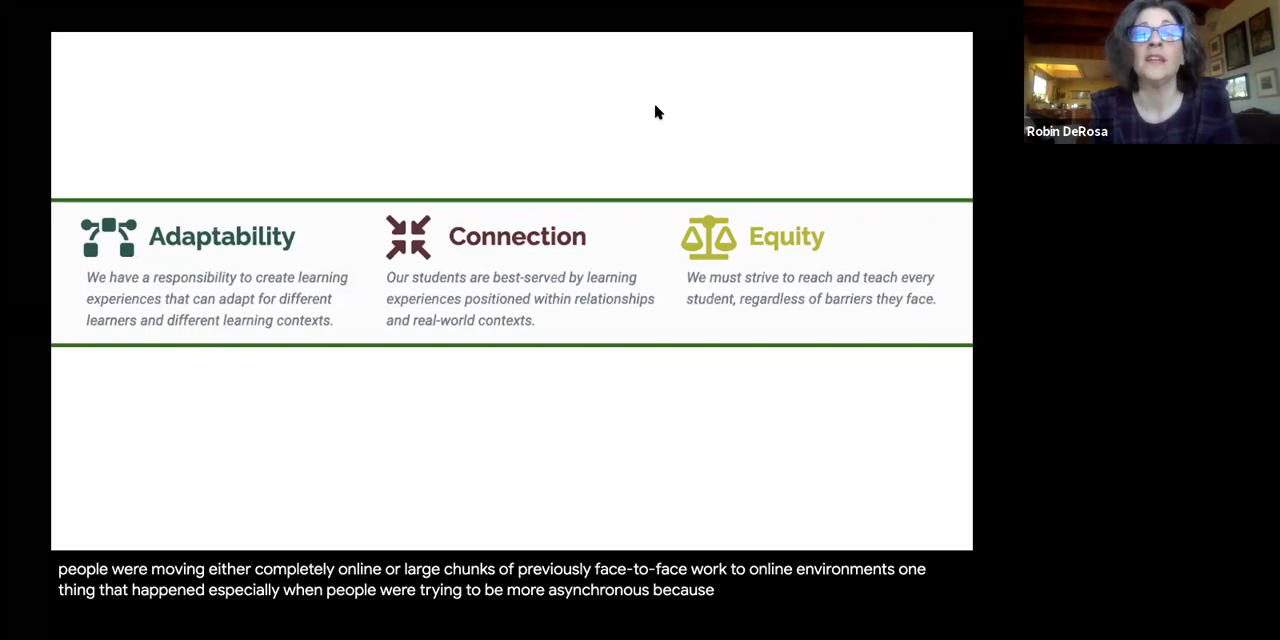 Robin DeRosa
Adaptability
We have a responsibility to create learning
experiences that can adapt for different
learners and different learning contexts.
Connection
Our students are best-served by learning
experiences positioned within relationships
and real-world contexts.
Equity
We must strive to reach and teach every
student, regardless of barriers they face.
people were moving either completely online or large chunks of previously face-to-face work to online environments one
thing that happened especially when people were trying to be more asynchronous because